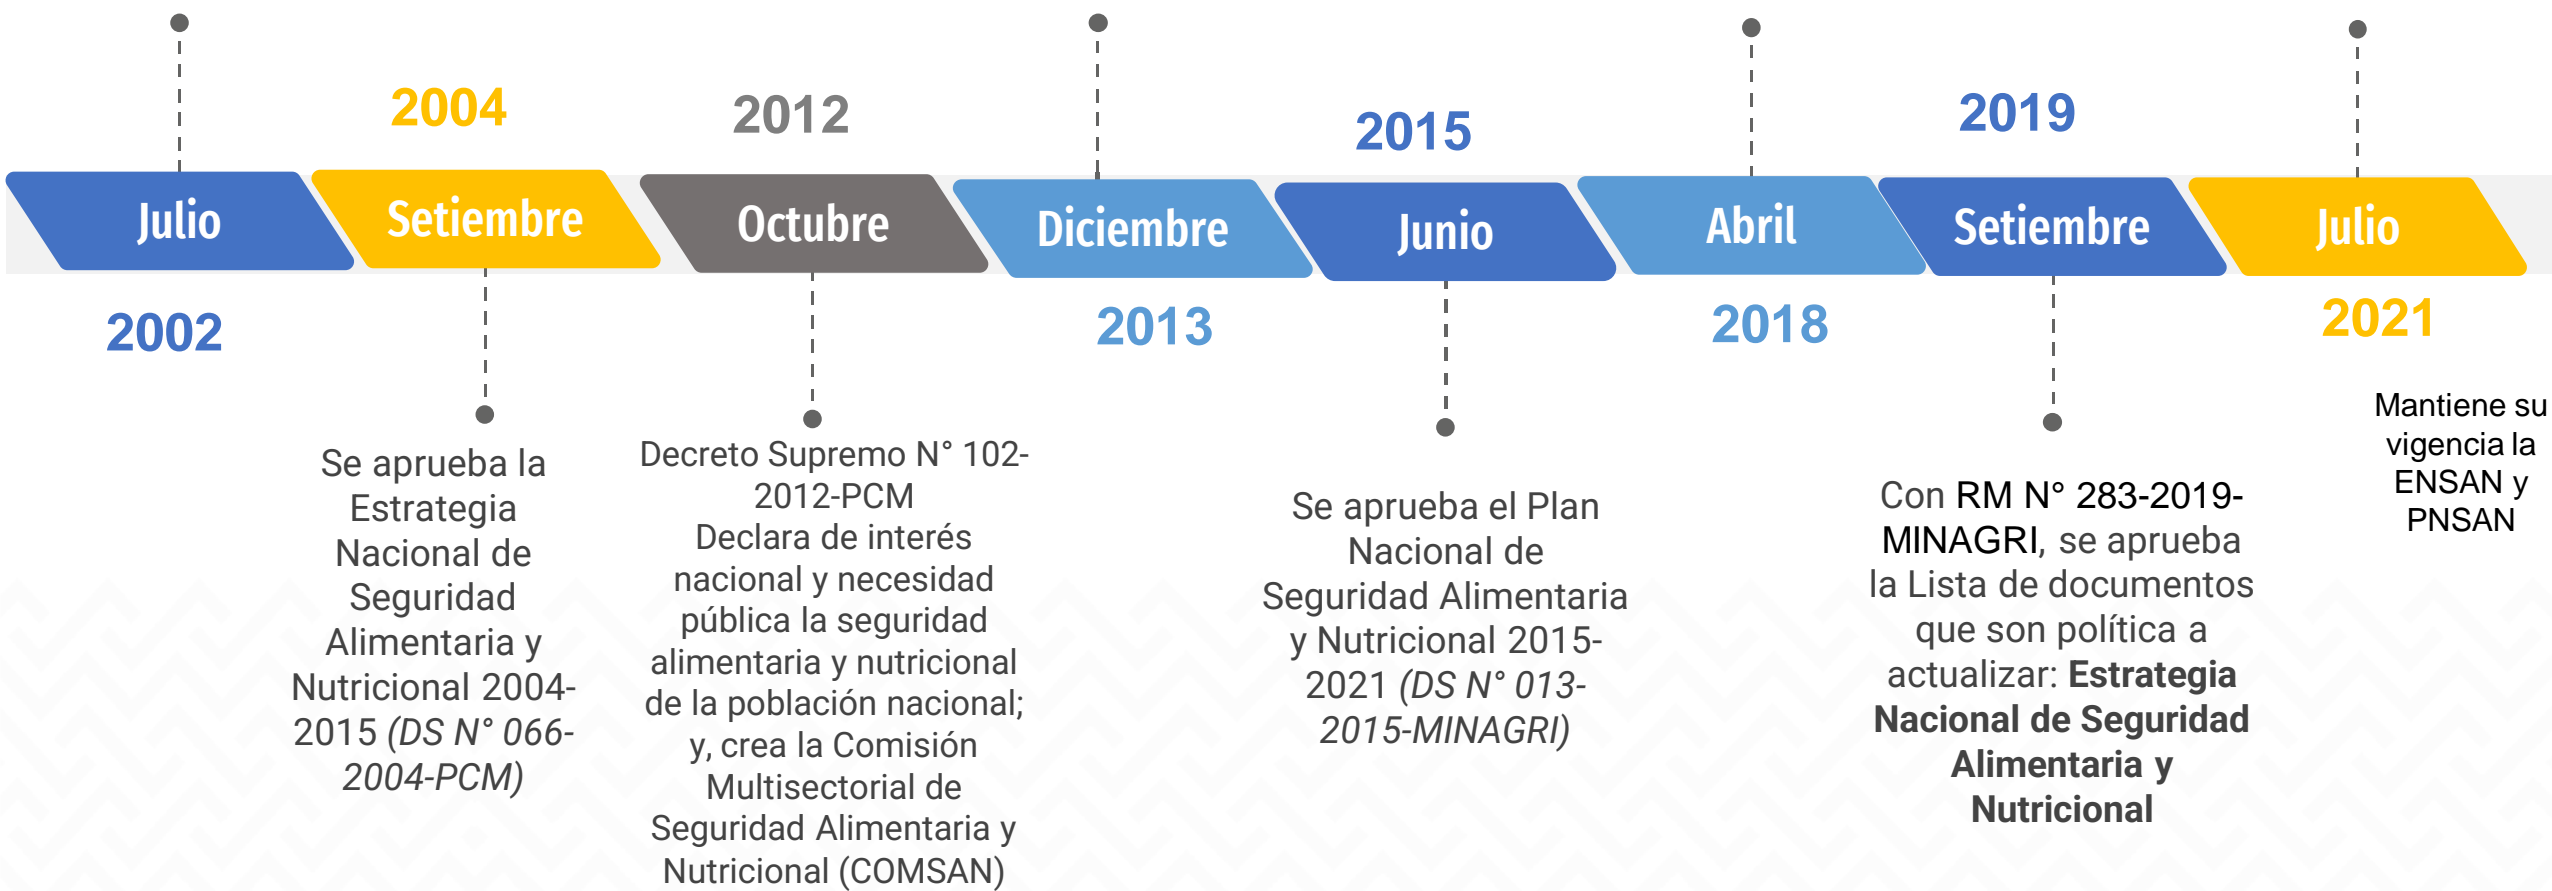 2004
2012
2015
2019
Julio
Setiembre
Octubre
Diciembre
Junio
Abril
Setiembre
Julio
2002
2013
2018
2021
Se aprueba la
Estrategia
Nacional de
Seguridad
Alimentaria y
Nutricional 2004-
2015 (DS N° 066-
2004-PCM)
Decreto Supremo N° 102-
2012-PCM
Declara de interés
nacional y necesidad
pública la seguridad
alimentaria y nutricional
de la población nacional;
y, crea la Comisión
Multisectorial de
Seguridad Alimentaria y
Nutricional (COMSAN)
Se aprueba el Plan
Nacional de
Seguridad Alimentaria
y Nutricional 2015-
2021 (DS N° 013-
2015-MINAGRI)
Con RM N° 283-2019-
MINAGRI, se aprueba
la Lista de documentos
que son política a
actualizar: Estrategia
Nacional de Seguridad
Alimentaria y
Nutricional
Mantiene su
vigencia la
ENSAN y
PNSAN